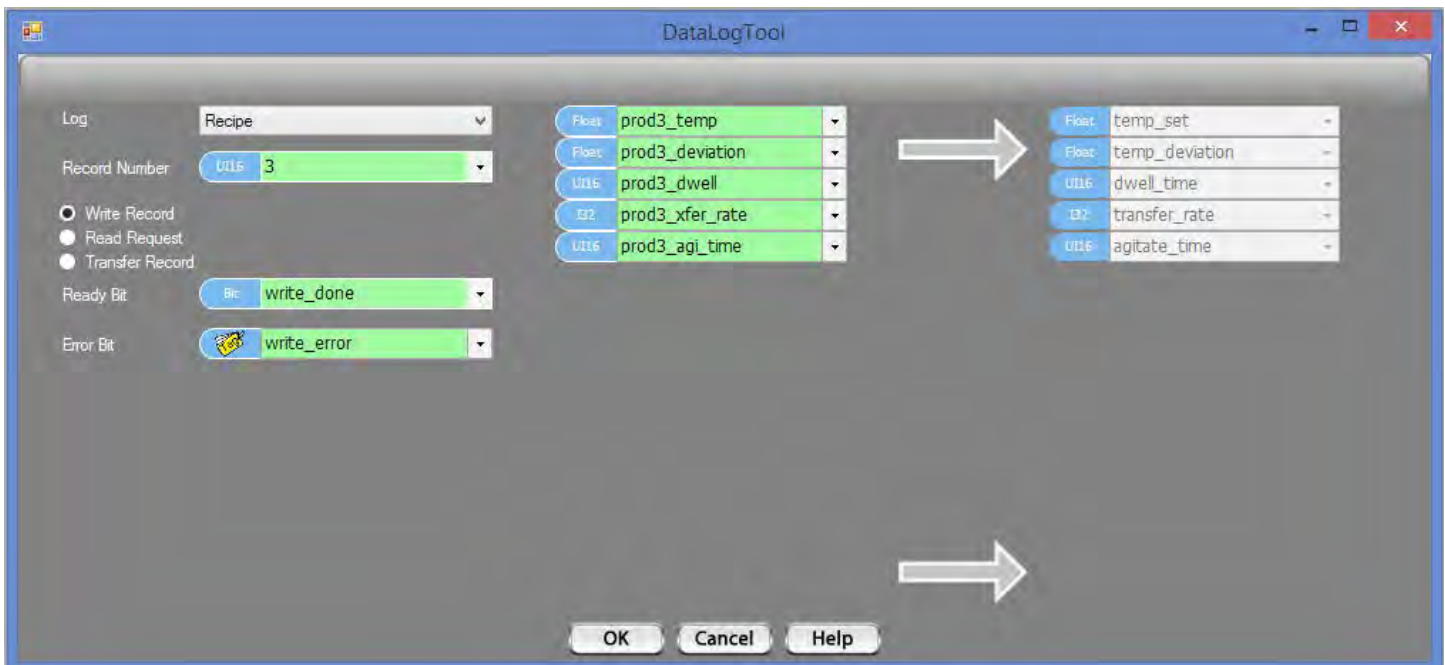 DataLogTool
Log Recipe
Record Number UI16 3
Write Record
Read Request
Transfer Record
Ready Bit Bit write_done
Error Bit Tag write_error
Float prod3_temp
Float prod3_deviation
UI16 prod3_dwell
I32 prod3_xfer_rate
UI16 prod3_agi_time
Float temp_set
Float temp_deviation
UI16 dwell_time
I32 transfer_rate
UI16 agitate_time
OK Cancel Help